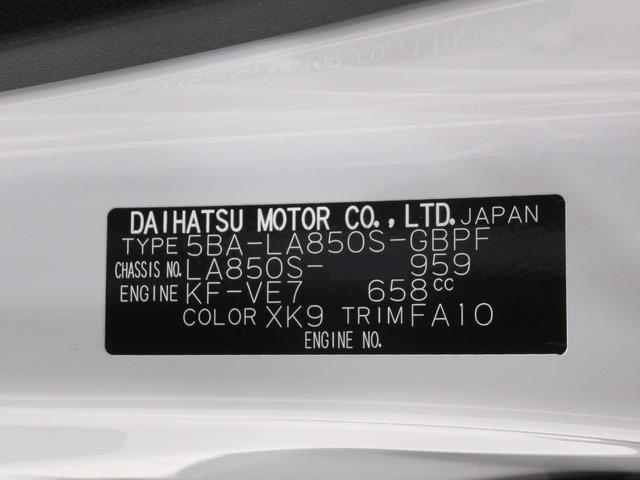 DAIHATSU MOTOR CO., LTD. JAPAN
TYPE 5BA-LA850S-GBPF
CHASSIS NO. LA850S- 959
ENGINE KF-VE7 658cc
COLOR XK9 TRIM FA10
ENGINE NO.